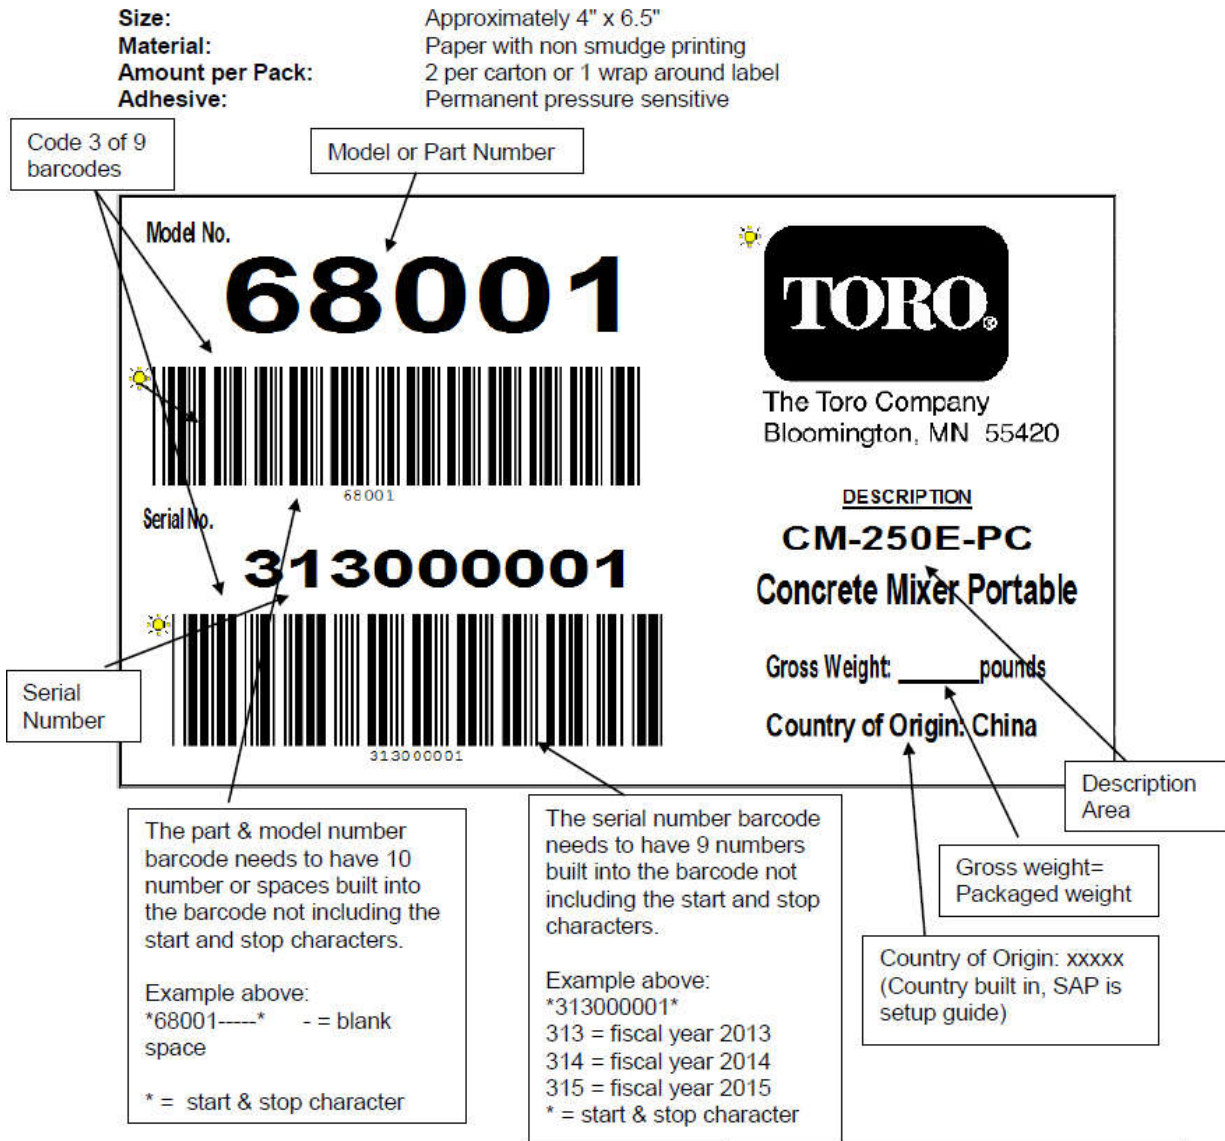 Size: Approximately 4" x 6.5"
Material: Paper with non smudge printing
Amount per Pack: 2 per carton or 1 wrap around label
Adhesive: Permanent pressure sensitive
Code 3 of 9
barcodes
Model or Part Number
Model No.
68001
68001
Serial No.
313000001
313000001
TORO®
The Toro Company
Bloomington, MN 55420
DESCRIPTION
CM-250E-PC
Concrete Mixer Portable
Gross Weight: ______pounds
Country of Origin: China
Serial
Number
Description
Area
The part & model number
barcode needs to have 10
number or spaces built into
the barcode not including the
start and stop characters.
Example above:
*68001-----* - = blank
space
* = start & stop character
The serial number barcode
needs to have 9 numbers
built into the barcode not
including the start and stop
characters.
Example above:
*313000001*
313 = fiscal year 2013
314 = fiscal year 2014
315 = fiscal year 2015
* = start & stop character
Gross weight=
Packaged weight
Country of Origin: xxxxx
(Country built in, SAP is
setup guide)